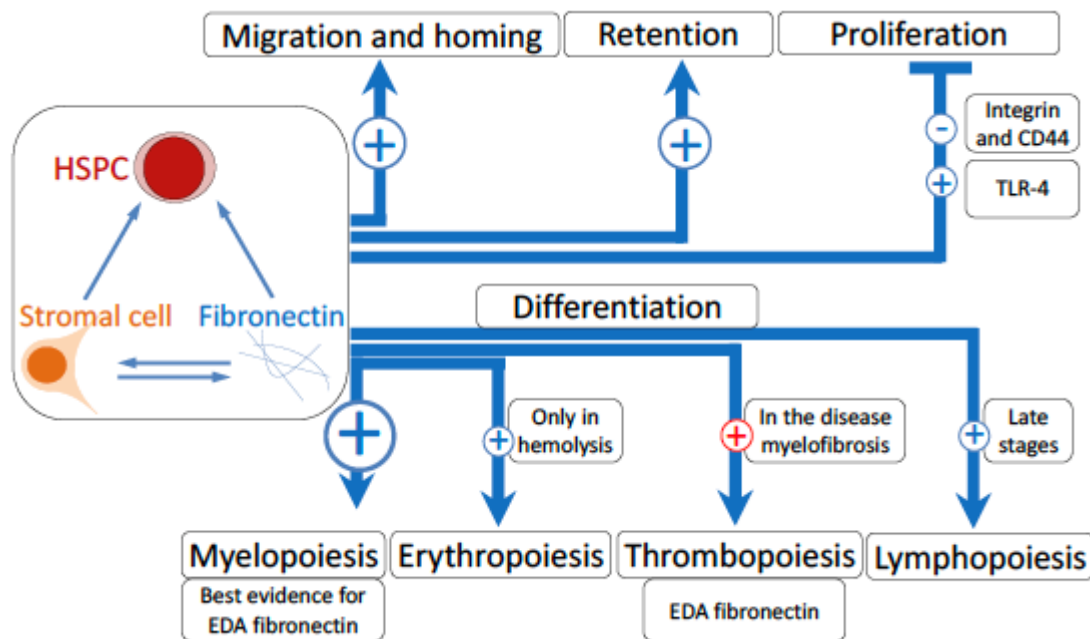 Migration and homing
Retention
Proliferation
+
+
-
Integrin
and CD44
+
TLR-4
HSPC
Stromal cell
Fibronectin
Differentiation
+
+
Only in
hemolysis
+
In the disease
myelofibrosis
+
Late
stages
Myelopoiesis
Erythropoiesis
Thrombopoiesis
Lymphopoiesis
Best evidence for
EDA fibronectin
EDA fibronectin